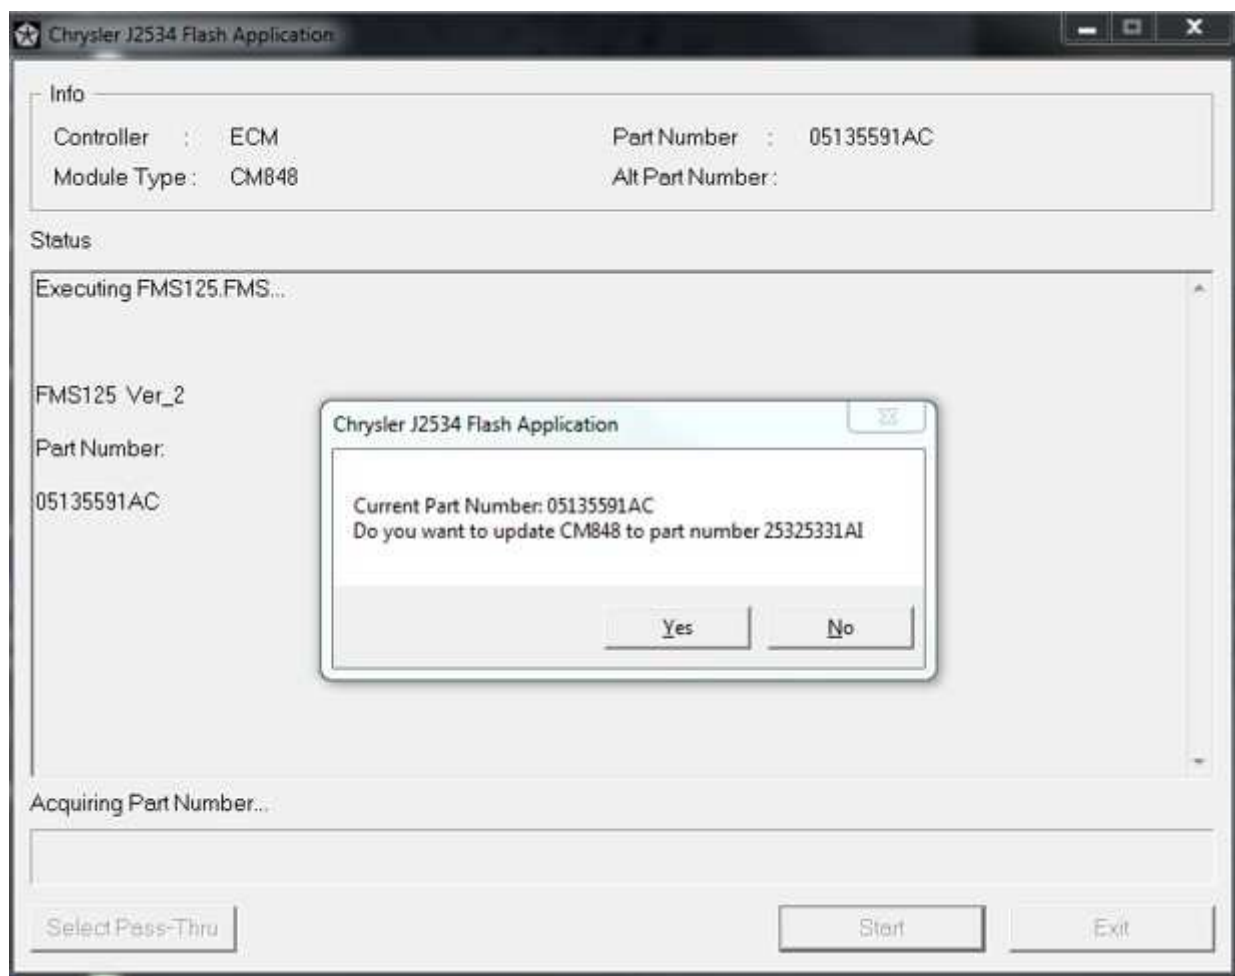 Chrysler J2534 Flash Application
Info
Controller : ECM
Part Number : 05135591AC
Module Type : CM848
Alt Part Number :
Status
Executing FMS125.FMS...
FMS125 Ver_2
Part Number:
05135591AC
Chrysler J2534 Flash Application
Current Part Number: 05135591AC
Do you want to update CM848 to part number 25325331AI
Yes
No
Acquiring Part Number...
Select Pass-Thru
Start
Exit